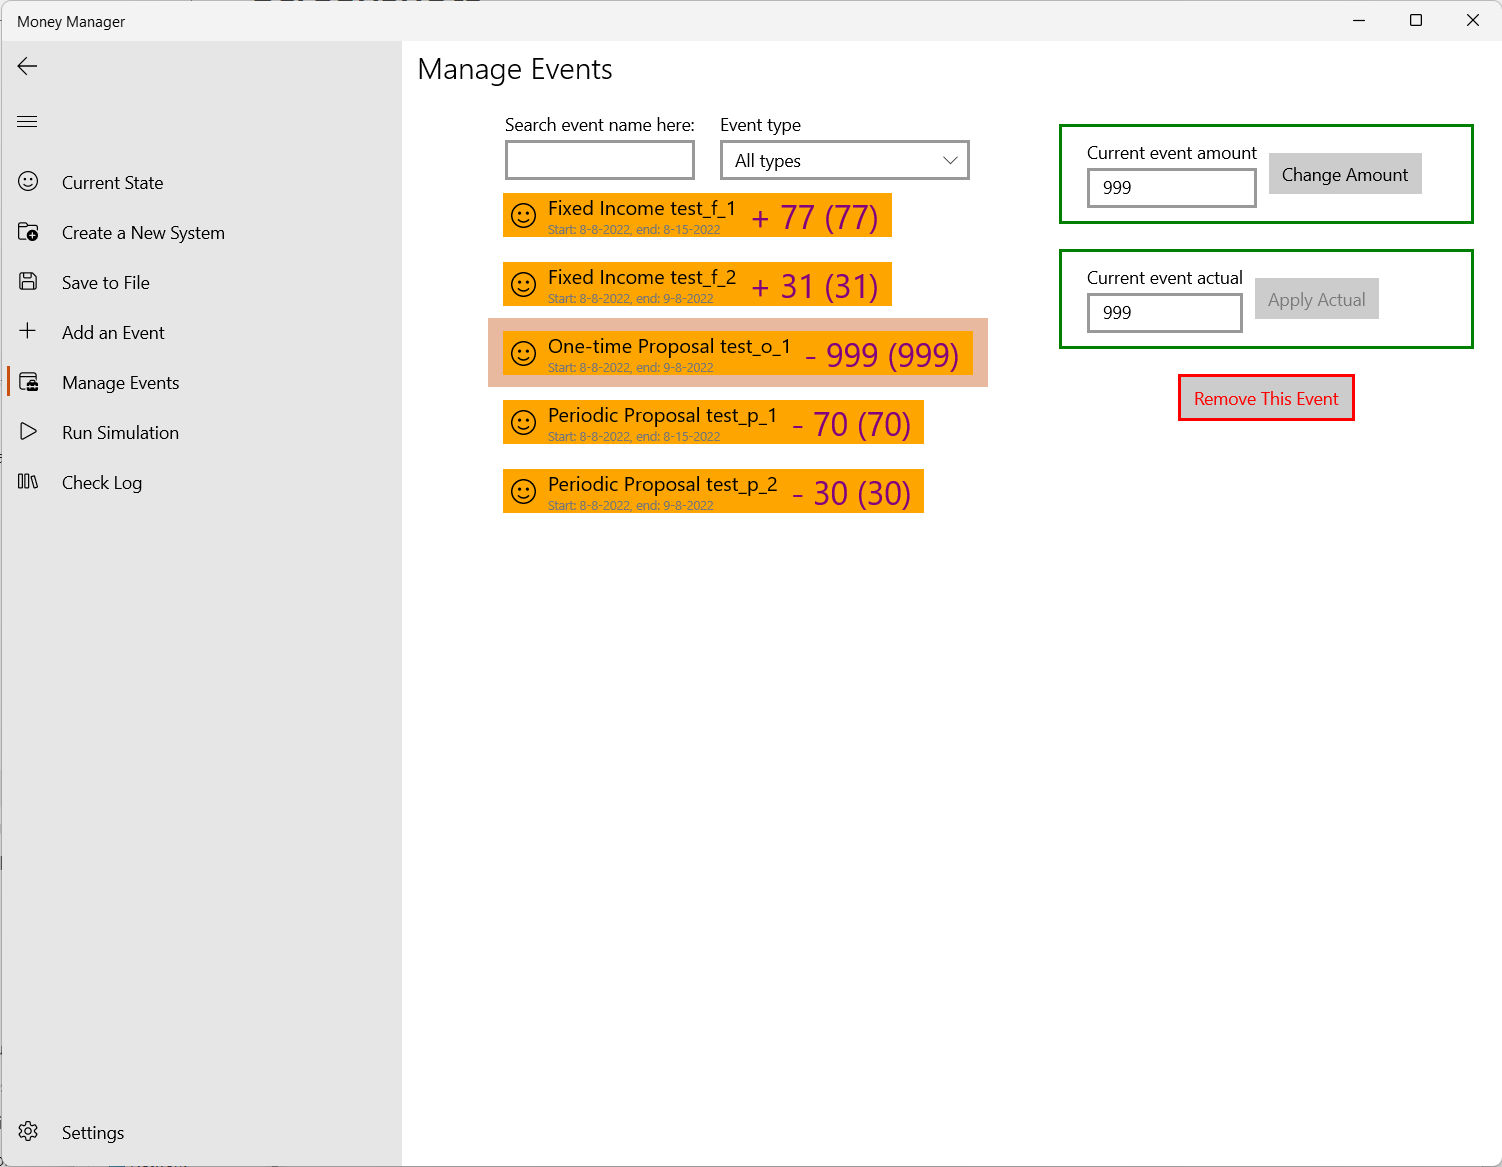 Money Manager
Manage Events
Current State
Create a New System
Save to File
Add an Event
Manage Events
Run Simulation
Check Log
Settings
Search event name here:
Event type
All types
Fixed Income test_f_1
Start: 8-8-2022, end: 8-15-2022
+ 77 (77)
Fixed Income test_f_2
Start: 8-8-2022, end: 9-8-2022
+ 31 (31)
One-time Proposal test_o_1
Start: 8-8-2022, end: 9-8-2022
- 999 (999)
Periodic Proposal test_p_1
Start: 8-8-2022, end: 8-15-2022
- 70 (70)
Periodic Proposal test_p_2
Start: 8-8-2022, end: 9-8-2022
- 30 (30)
Current event amount
999
Change Amount
Current event actual
999
Apply Actual
Remove This Event